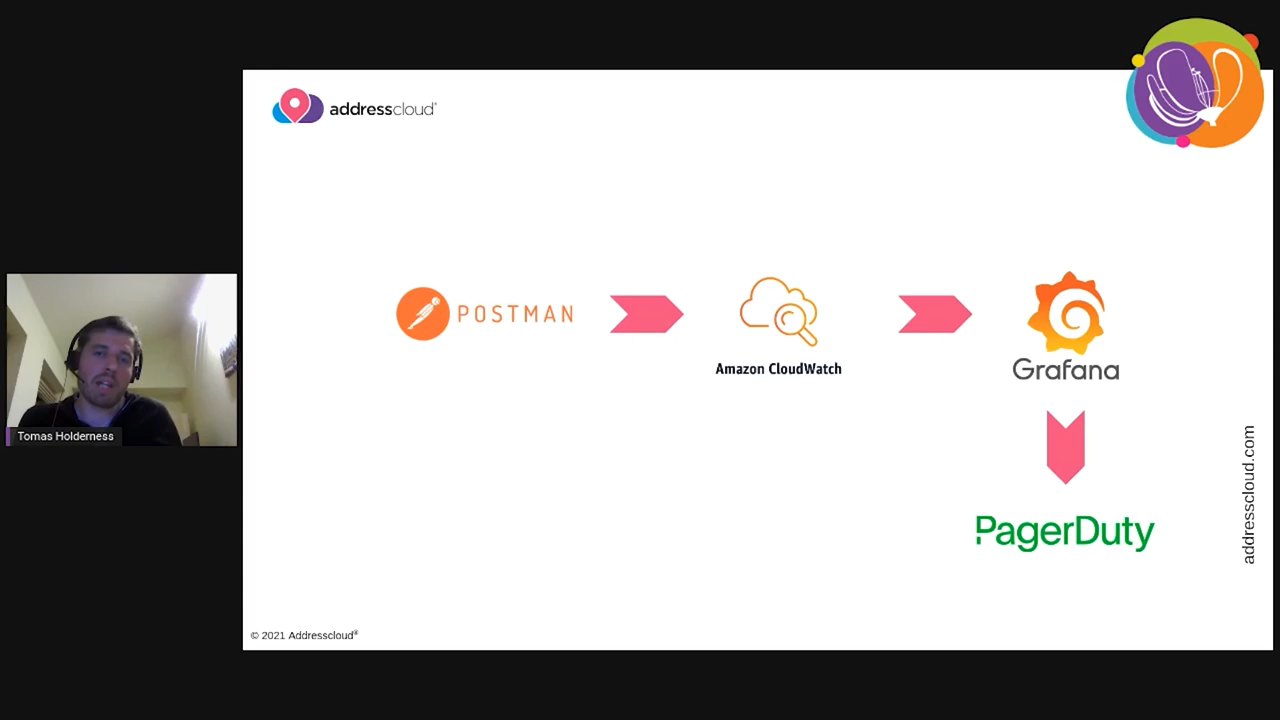 addresscloud®
POSTMAN
Amazon CloudWatch
Grafana
PagerDuty
addresscloud.com
Tomas Holderness
© 2021 Addresscloud®